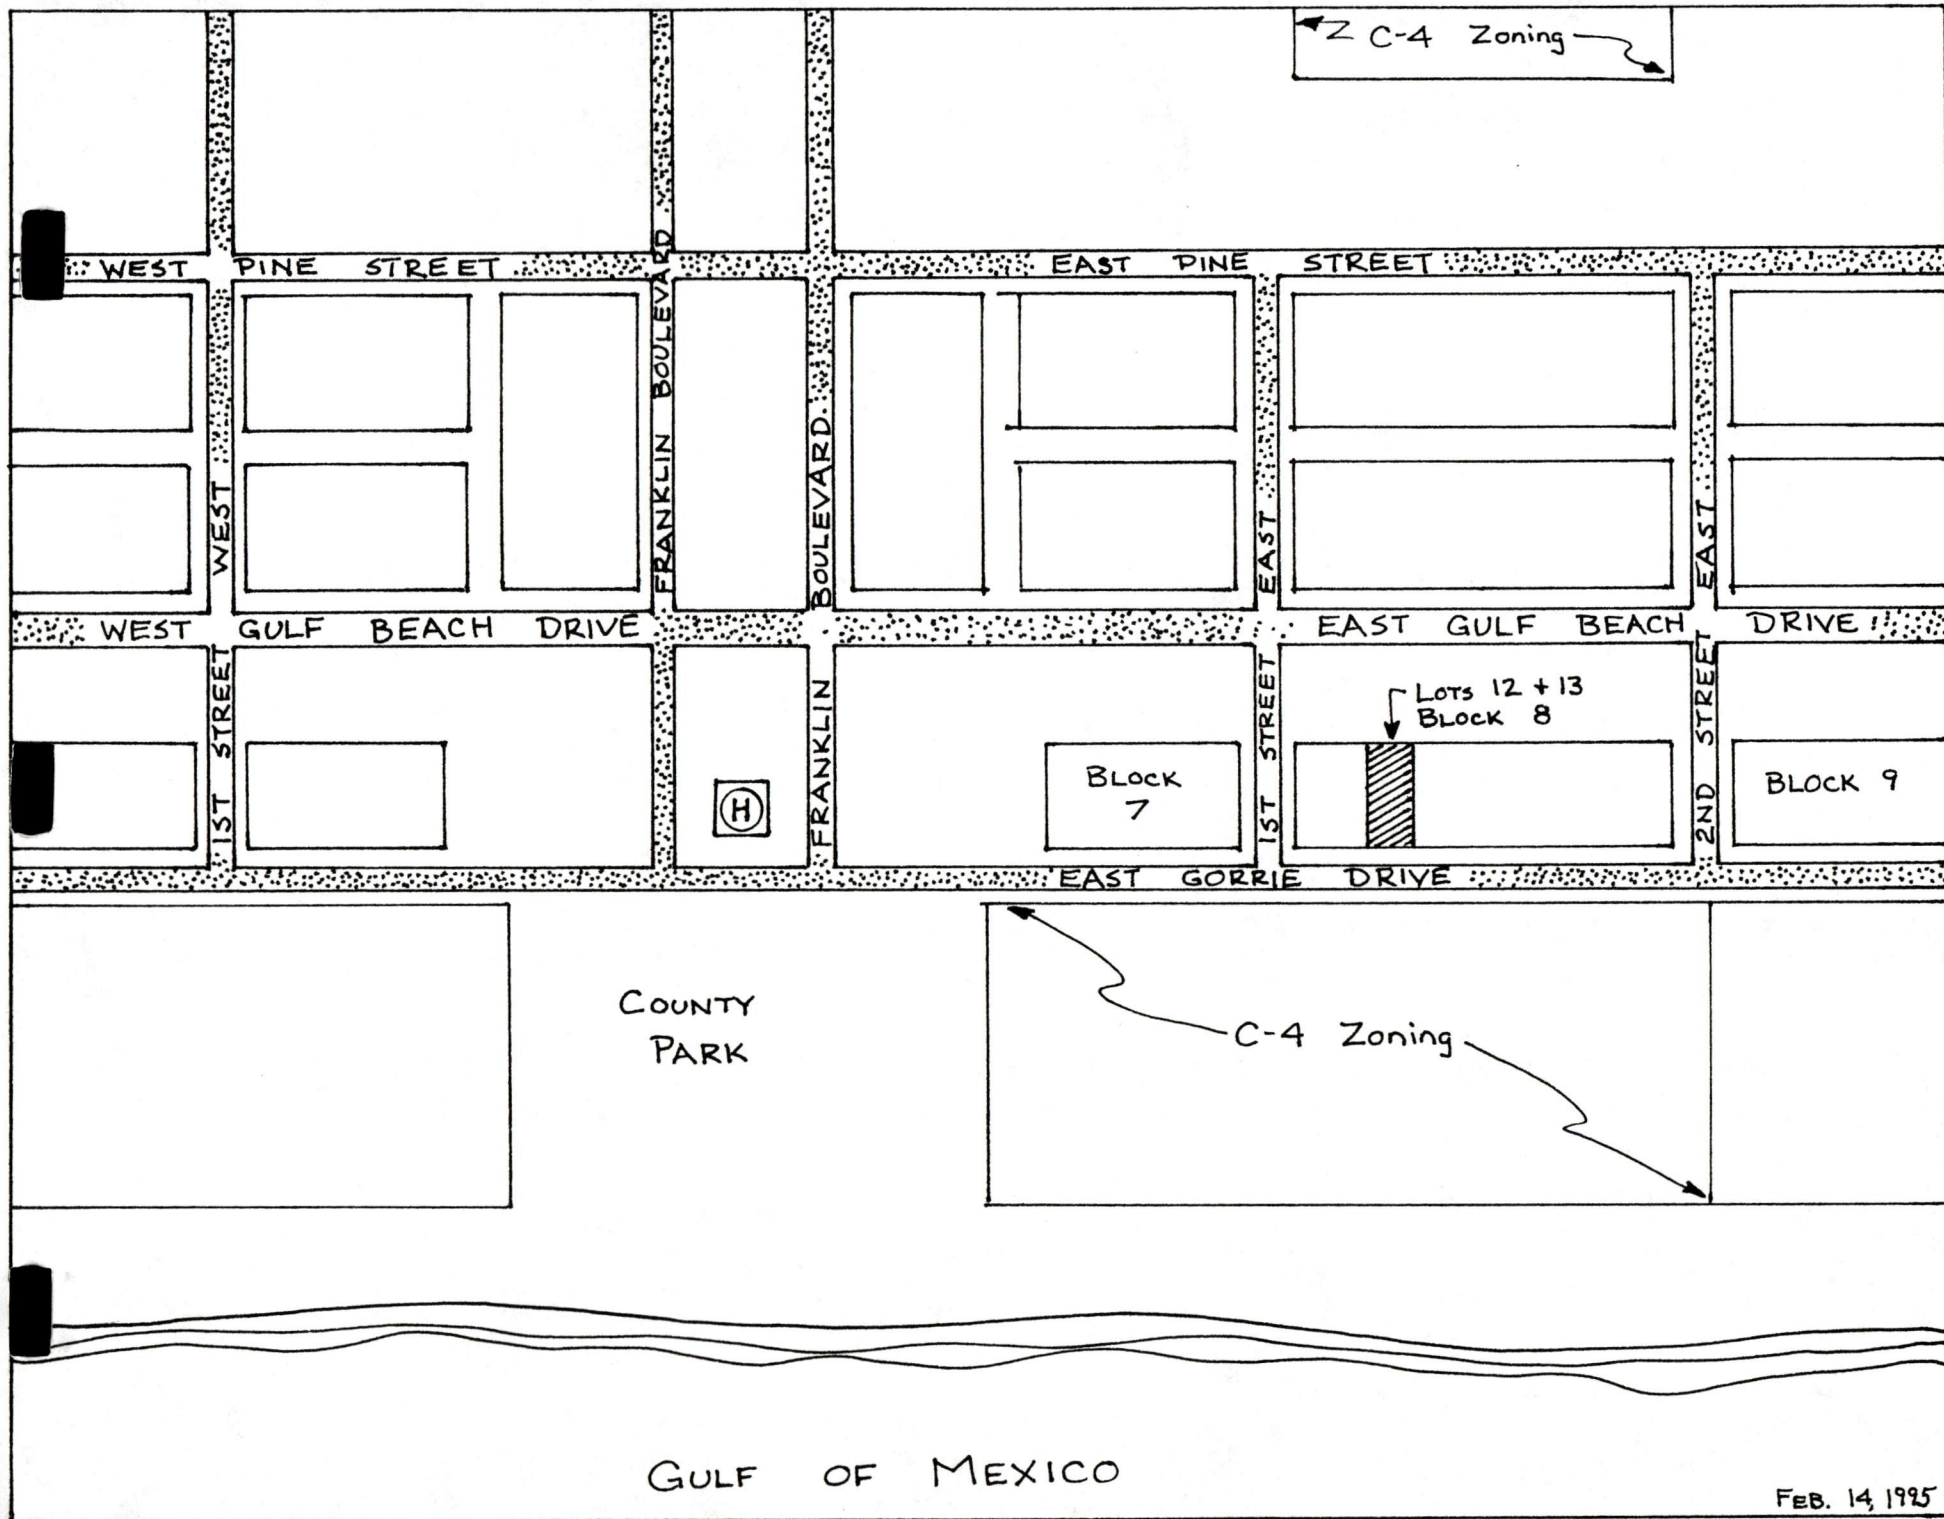 C-4 Zoning
WEST PINE STREET
EAST PINE STREET
FRANKLIN BOULEVARD
FRANKLIN BOULEVARD
WEST 1ST STREET
EAST 1ST STREET
EAST 2ND STREET
WEST GULF BEACH DRIVE
EAST GULF BEACH DRIVE
LOTS 12 + 13
BLOCK 8
BLOCK
7
BLOCK 9
H
EAST GORRIE DRIVE
COUNTY
PARK
C-4 Zoning
GULF OF MEXICO
FEB. 14, 1995